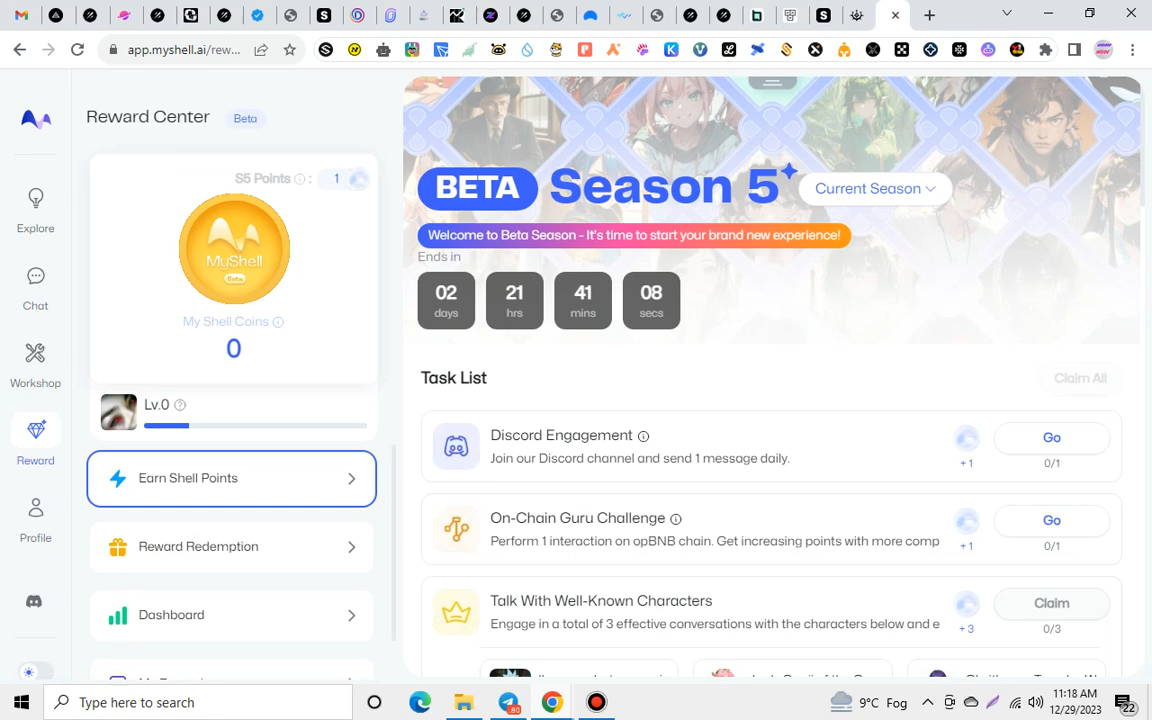 app.myshell.ai/rew...
Reward Center
Beta
S5 Points :
1
MyShell
Beta
My Shell Coins
0
Explore
Chat
Workshop
Reward
Profile
Lv.0
Earn Shell Points
Reward Redemption
Dashboard
BETA
Season 5
Current Season
Welcome to Beta Season - It's time to start your brand new experience!
Ends in
02
21
41
08
days
hrs
mins
secs
Task List
Claim All
Discord Engagement
Join our Discord channel and send 1 message daily.
+1
Go
0/1
On-Chain Guru Challenge
Perform 1 interaction on opBNB chain. Get increasing points with more comp
+1
Go
0/1
Talk With Well-Known Characters
Engage in a total of 3 effective conversations with the characters below and e
+3
Claim
0/3
Type here to search
80
9°C Fog
11:18 AM
12/29/2023
22